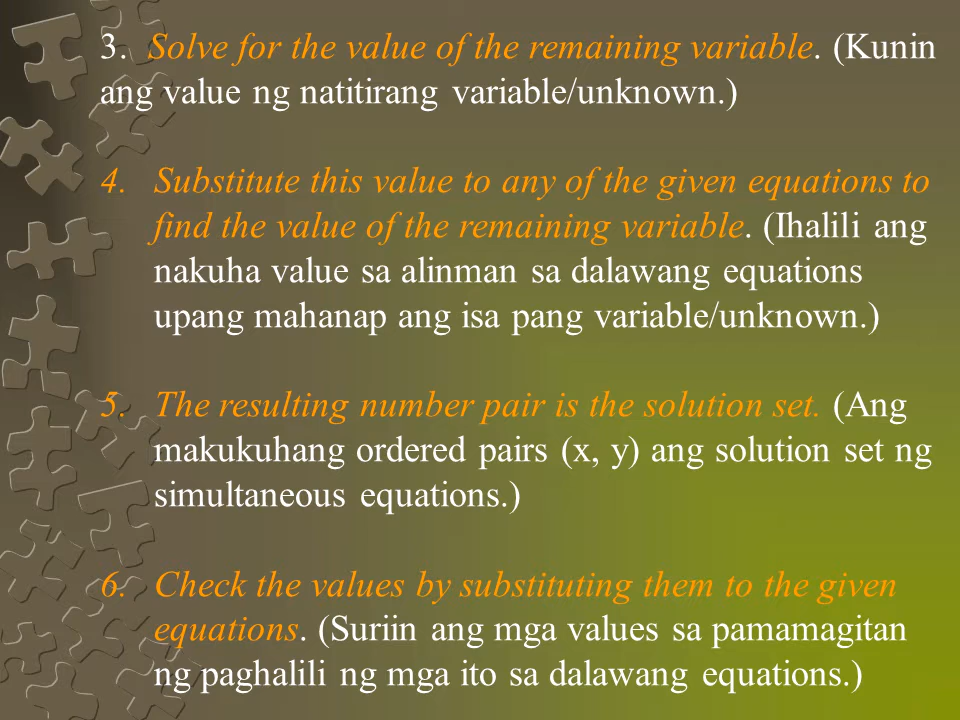 3. Solve for the value of the remaining variable. (Kunin
ang value ng natitirang variable/unknown.)
4. Substitute this value to any of the given equations to
find the value of the remaining variable. (Ihalili ang
nakuha value sa alinman sa dalawang equations
upang mahanap ang isa pang variable/unknown.)
5. The resulting number pair is the solution set. (Ang
makukuhang ordered pairs (x, y) ang solution set ng
simultaneous equations.)
6. Check the values by substituting them to the given
equations. (Suriin ang mga values sa pamamagitan
ng paghalili ng mga ito sa dalawang equations.)